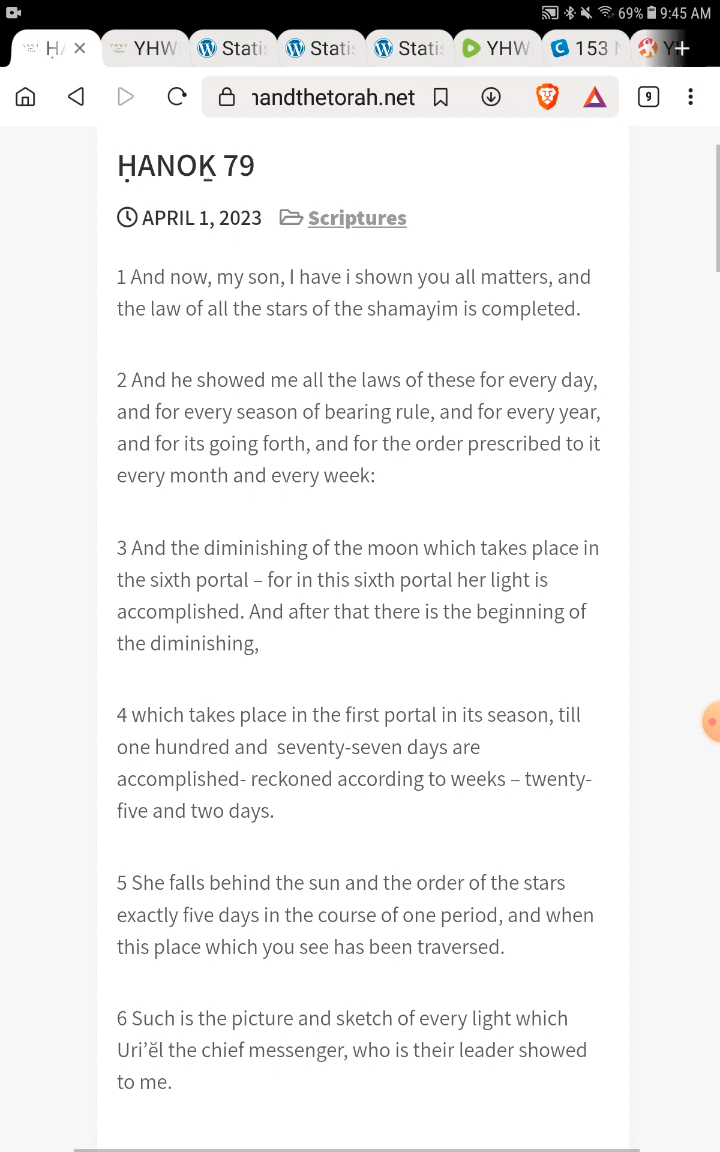 69% 9:45 AM
Ḥ YHW Statis Statis Statis YHW 153 Y
ıandthetorah.net 9
ḤANOḴ 79
APRIL 1, 2023 Scriptures
1 And now, my son, I have i shown you all matters, and
the law of all the stars of the shamayim is completed.
2 And he showed me all the laws of these for every day,
and for every season of bearing rule, and for every year,
and for its going forth, and for the order prescribed to it
every month and every week:
3 And the diminishing of the moon which takes place in
the sixth portal – for in this sixth portal her light is
accomplished. And after that there is the beginning of
the diminishing,
4 which takes place in the first portal in its season, till
one hundred and  seventy-seven days are
accomplished- reckoned according to weeks – twenty-
five and two days.
5 She falls behind the sun and the order of the stars
exactly five days in the course of one period, and when
this place which you see has been traversed.
6 Such is the picture and sketch of every light which
Uri’ěl the chief messenger, who is their leader showed
to me.